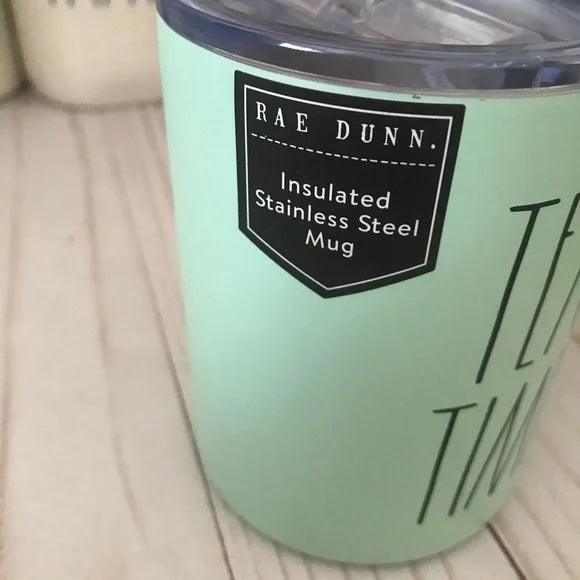 RAE DUNN.
Insulated
Stainless Steel
Mug